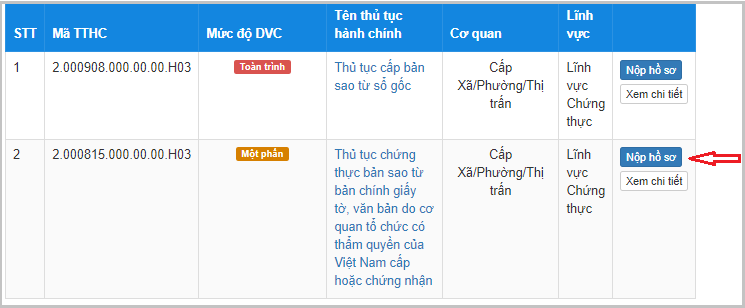 STT Mã TTHC Mức độ DVC Tên thủ tục hành chính Cơ quan Lĩnh vực
1 2.000908.000.00.00.H03 Toàn trình Thủ tục cấp bản Cấp Lĩnh Nộp hồ sơ
sao từ sổ gốc Xã/Phường/Thị vực Xem chi tiết
trấn Chứng
thực
2 2.000815.000.00.00.H03 Một phần Thủ tục chứng Cấp Lĩnh Nộp hồ sơ
thực bản sao từ Xã/Phường/Thị vực Xem chi tiết
bản chính giấy trấn Chứng
tờ, văn bản do cơ thực
quan tổ chức có
thẩm quyền của
Việt Nam cấp
hoặc chứng nhận